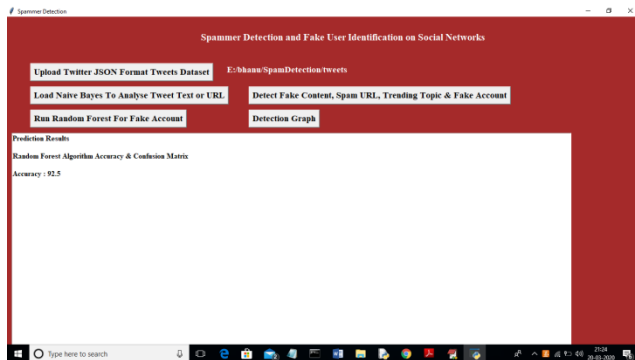 Spammer Detection
Spammer Detection and Fake User Identification on Social Networks
Upload Twitter JSON Format Tweets Dataset
E:/bhanu/SpamDetection/tweets
Load Naive Bayes To Analyse Tweet Text or URL
Detect Fake Content, Spam URL, Trending Topic & Fake Account
Run Random Forest For Fake Account
Detection Graph
Prediction Results
Random Forest Algorithm Accuracy & Confusion Matrix
Accuracy : 92.5
Type here to search
21:24
20-03-2020